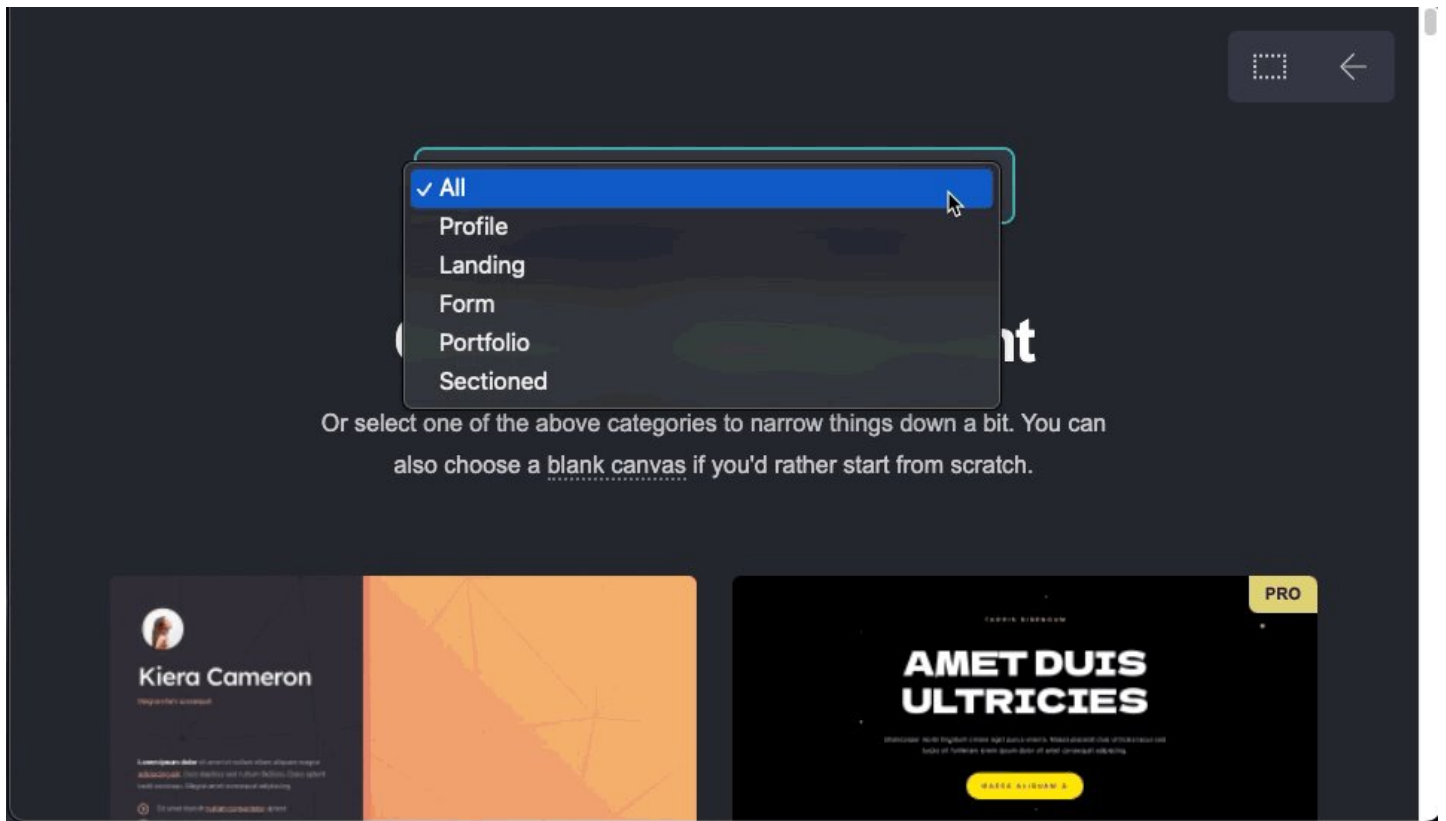 All
Profile
Landing
Form
Portfolio
Sectioned
nt
Or select one of the above categories to narrow things down a bit. You can
also choose a blank canvas if you'd rather start from scratch.
PRO
Kiera Cameron
AMET DUIS
ULTRICIES